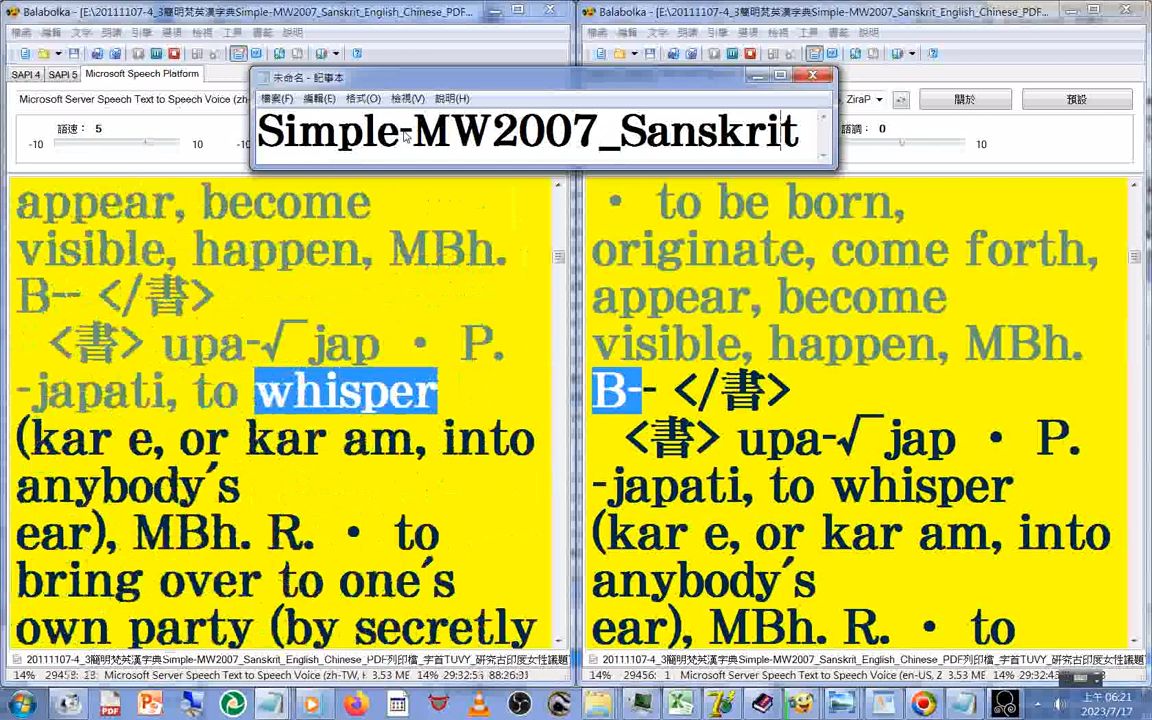 Balabolka - [E:\20111107-4_3簡明梵英漢字典Simple-MW2007_Sanskrit_English_Chinese_PDF...
Balabolka - [E:\20111107-4_3簡明梵英漢字典Simple-MW2007_Sanskrit_English_Chinese_PDF...
SAPI 4 SAPI 5 Microsoft Speech Platform
Microsoft Server Speech Text to Speech Voice (zh-
語速: 5
-10 10
未命名 - 記事本
檔案(F) 編輯(E) 格式(O) 檢視(V) 說明(H)
Simple-MW2007_Sanskrit
, ZiraP 關於 預設
語調: 0
10
appear, become
visible, happen, MBh.
B-- </書>
<書> upa-√ jap • P.
-japati, to whisper
(kar e, or kar am, into
anybody's
ear), MBh. R. • to
bring over to one's
own party (by secretly
• to be born,
originate, come forth,
appear, become
visible, happen, MBh.
B-- </書>
<書> upa-√ jap • P.
-japati, to whisper
(kar e, or kar am, into
anybody's
ear), MBh. R. • to
20111107-4_3簡明梵英漢字典Simple-MW2007_Sanskrit_English_Chinese_PDF列印檔_字首TUVY_研究古印度女性議題
20111107-4_3簡明梵英漢字典Simple-MW2007_Sanskrit_English_Chinese_PDF列印檔_字首TUVY_研究古印度女性議題
14% Microsoft Server Speech Text to Speech Voice (zh-TW, 3.53 MB 14%
14% Microsoft Server Speech Text to Speech Voice (en-US, Z 3.53 MB 14%
上午 06:21
2023/7/17